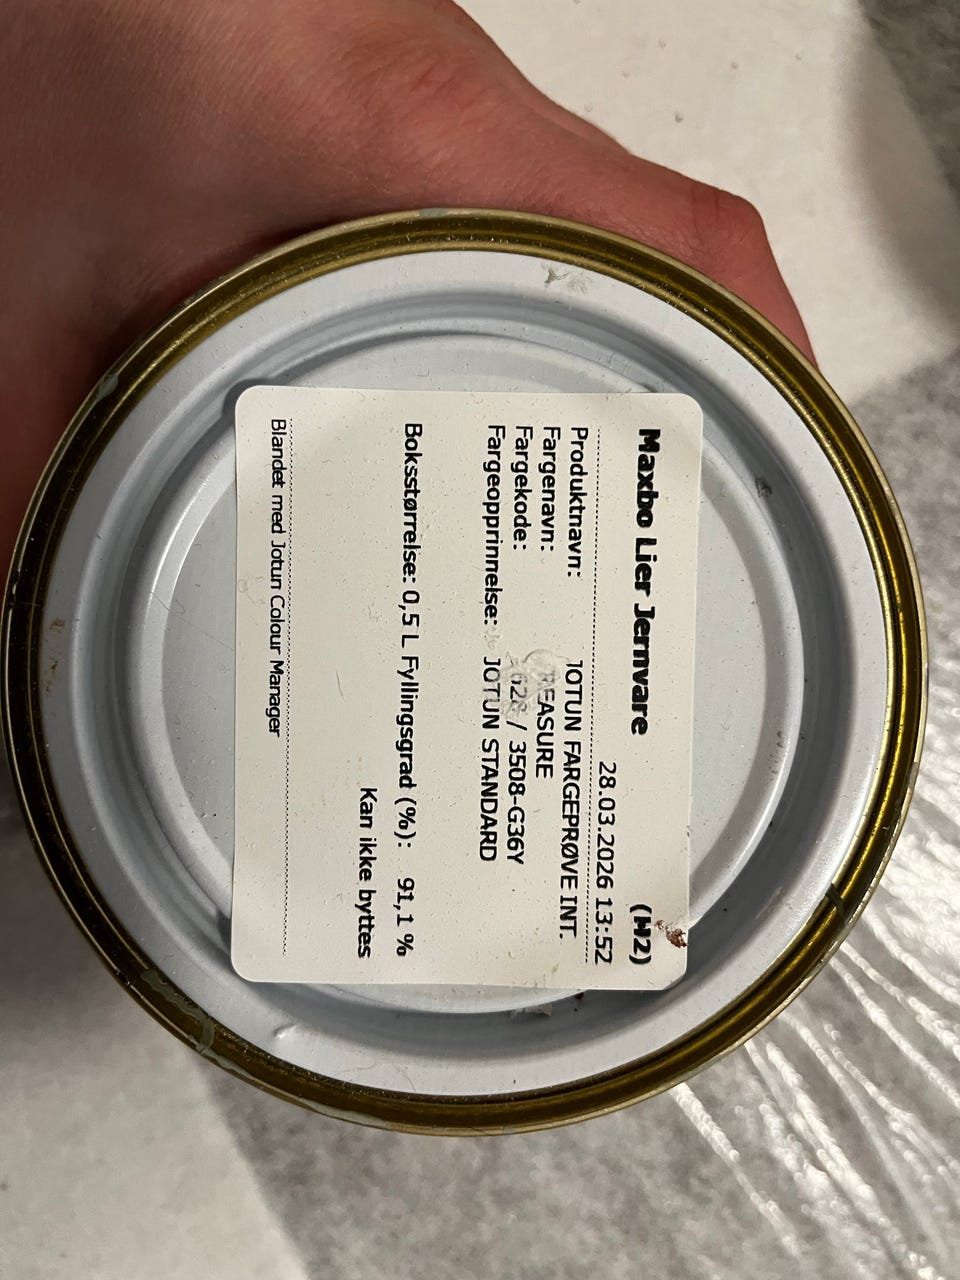 Maxbo Lier Jernvare (M2)
28.03.2026 13:52
Produktnavn: JOTUN FARGEPRØVE INT.
Fargenavn:
Fargekode: / 3508-G36Y
Fargeopprinnelse: JOTUN STANDARD
Boksstørrelse: 0,5 L Fyllingsgrad (%): 91,1 %
Kan ikke byttes
Blandet med Jotun Colour Manager